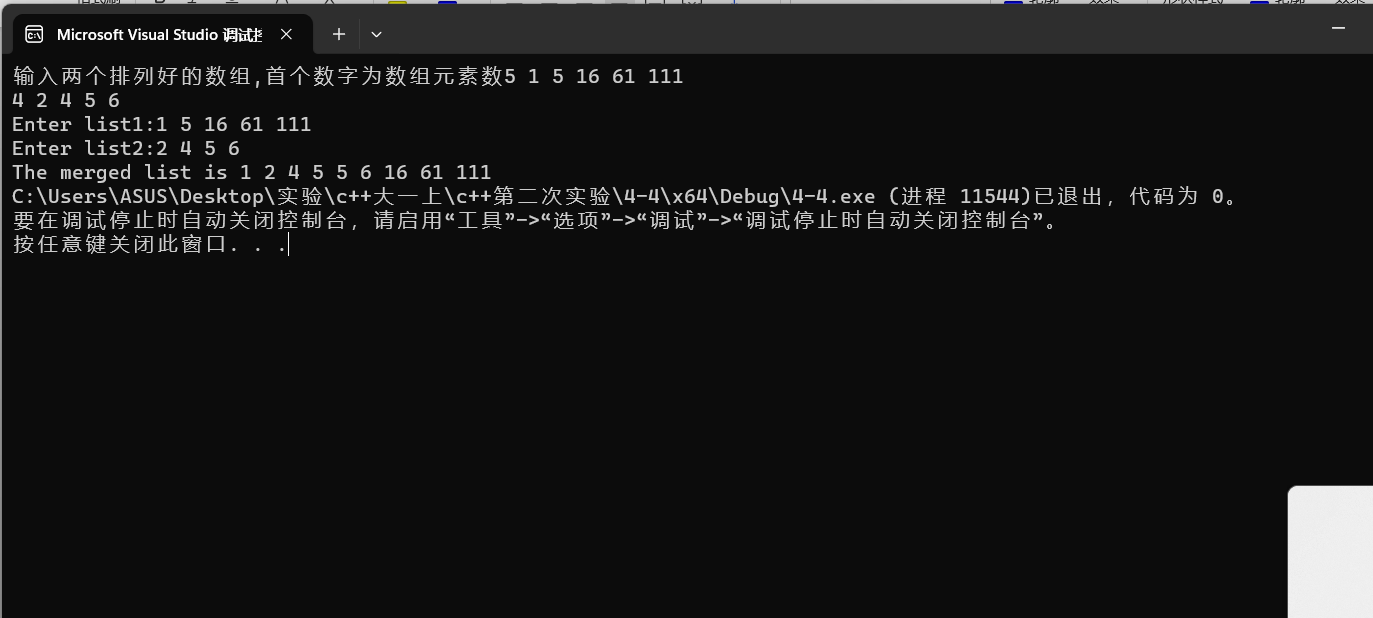 Microsoft Visual Studio 调试
输入两个排列好的数组,首个数字为数组元素数5 1 5 16 61 111
4 2 4 5 6
Enter list1:1 5 16 61 111
Enter list2:2 4 5 6
The merged list is 1 2 4 5 5 6 16 61 111
C:\Users\ASUS\Desktop\实验\c++大一上\c++第二次实验\4-4\x64\Debug\4-4.exe (进程 11544)已退出，代码为 0。
要在调试停止时自动关闭控制台，请启用“工具”->“选项”->“调试”->“调试停止时自动关闭控制台”。
按任意键关闭此窗口. . .